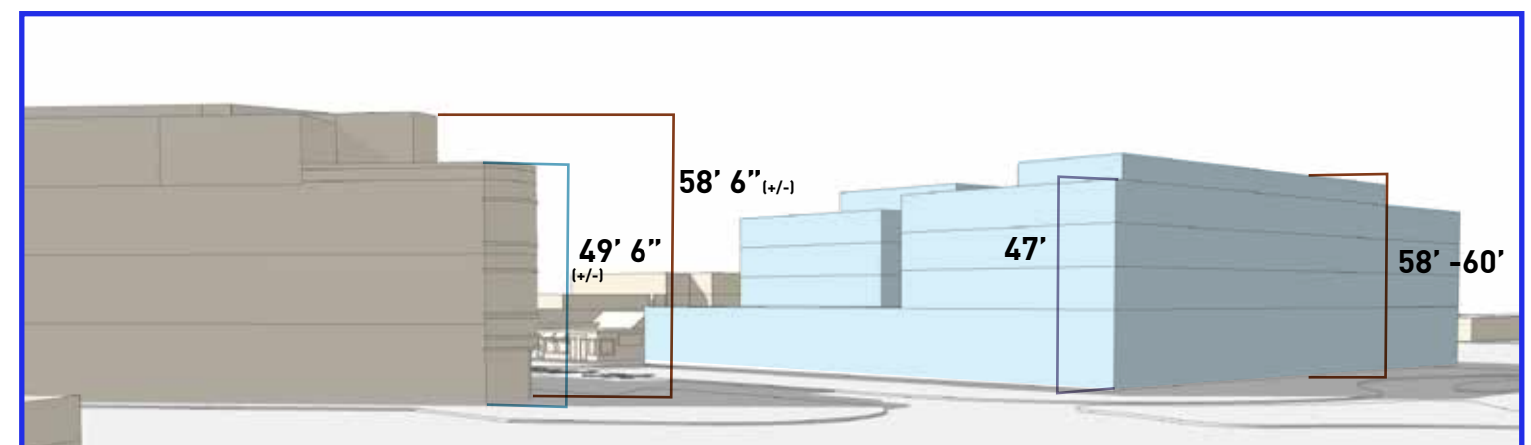 58’ 6” (+/-)
49’ 6”
(+/-)
47’
58’ -60’